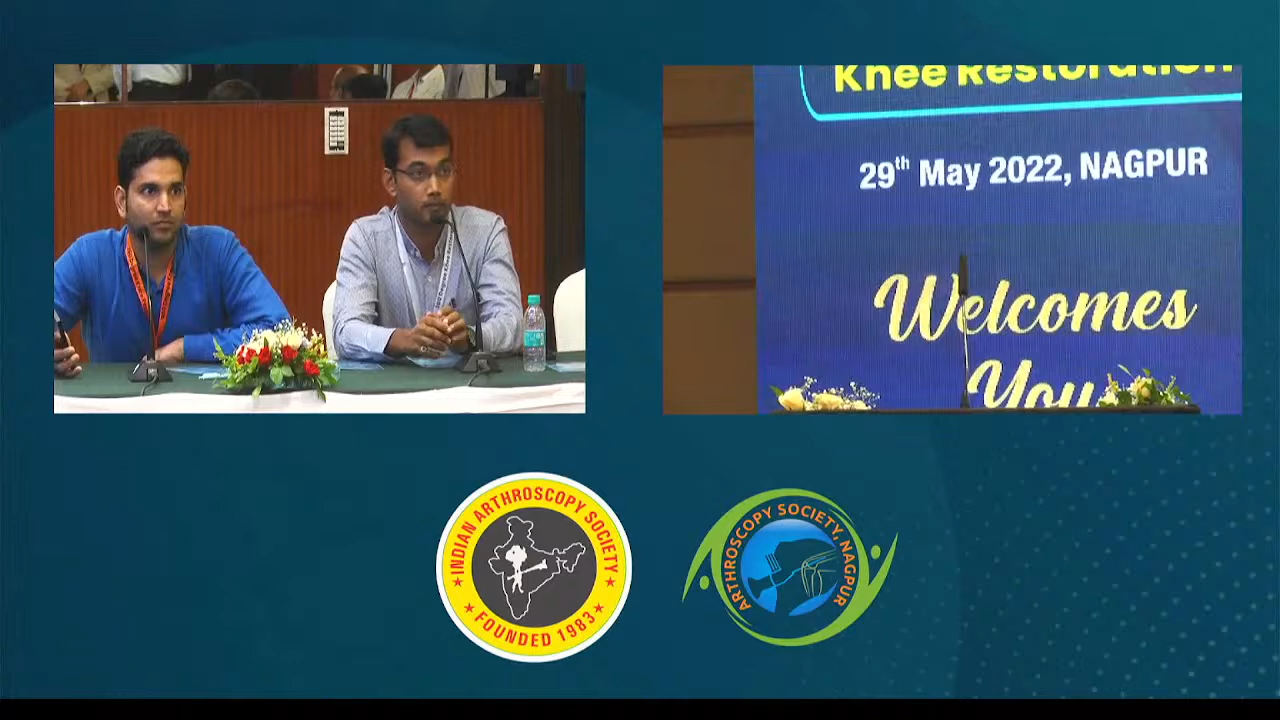 Knee Restoration
29th May 2022, NAGPUR
Welcomes
You
INDIAN ARTHROSCOPY SOCIETY
FOUNDED 1983
ARTHROSCOPY SOCIETY, NAGPUR